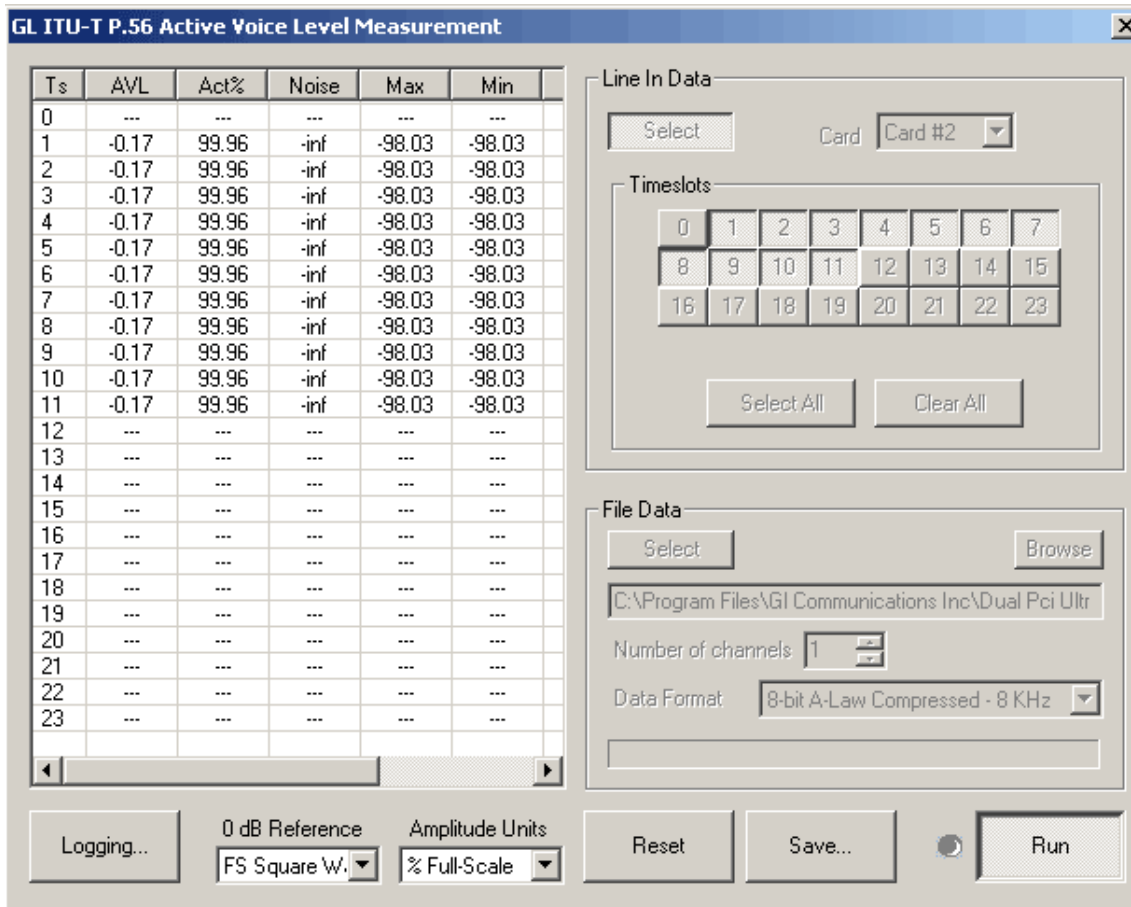 GL ITU-T P.56 Active Voice Level Measurement
Ts AVL Act% Noise Max Min
0 --- --- --- --- ---
1 -0.17 99.96 -inf -98.03 -98.03
2 -0.17 99.96 -inf -98.03 -98.03
3 -0.17 99.96 -inf -98.03 -98.03
4 -0.17 99.96 -inf -98.03 -98.03
5 -0.17 99.96 -inf -98.03 -98.03
6 -0.17 99.96 -inf -98.03 -98.03
7 -0.17 99.96 -inf -98.03 -98.03
8 -0.17 99.96 -inf -98.03 -98.03
9 -0.17 99.96 -inf -98.03 -98.03
10 -0.17 99.96 -inf -98.03 -98.03
11 -0.17 99.96 -inf -98.03 -98.03
12 --- --- --- --- ---
13 --- --- --- --- ---
14 --- --- --- --- ---
15 --- --- --- --- ---
16 --- --- --- --- ---
17 --- --- --- --- ---
18 --- --- --- --- ---
19 --- --- --- --- ---
20 --- --- --- --- ---
21 --- --- --- --- ---
22 --- --- --- --- ---
23 --- --- --- --- ---
Line In Data
Select Card Card #2
Timeslots
0 1 2 3 4 5 6 7
8 9 10 11 12 13 14 15
16 17 18 19 20 21 22 23
Select All Clear All
File Data
Select Browse
C:\Program Files\Gl Communications Inc\Dual Pci Ultr
Number of channels 1
Data Format 8-bit A-Law Compressed - 8 KHz
Logging...
0 dB Reference
FS Square W.
Amplitude Units
% Full-Scale
Reset
Save...
Run